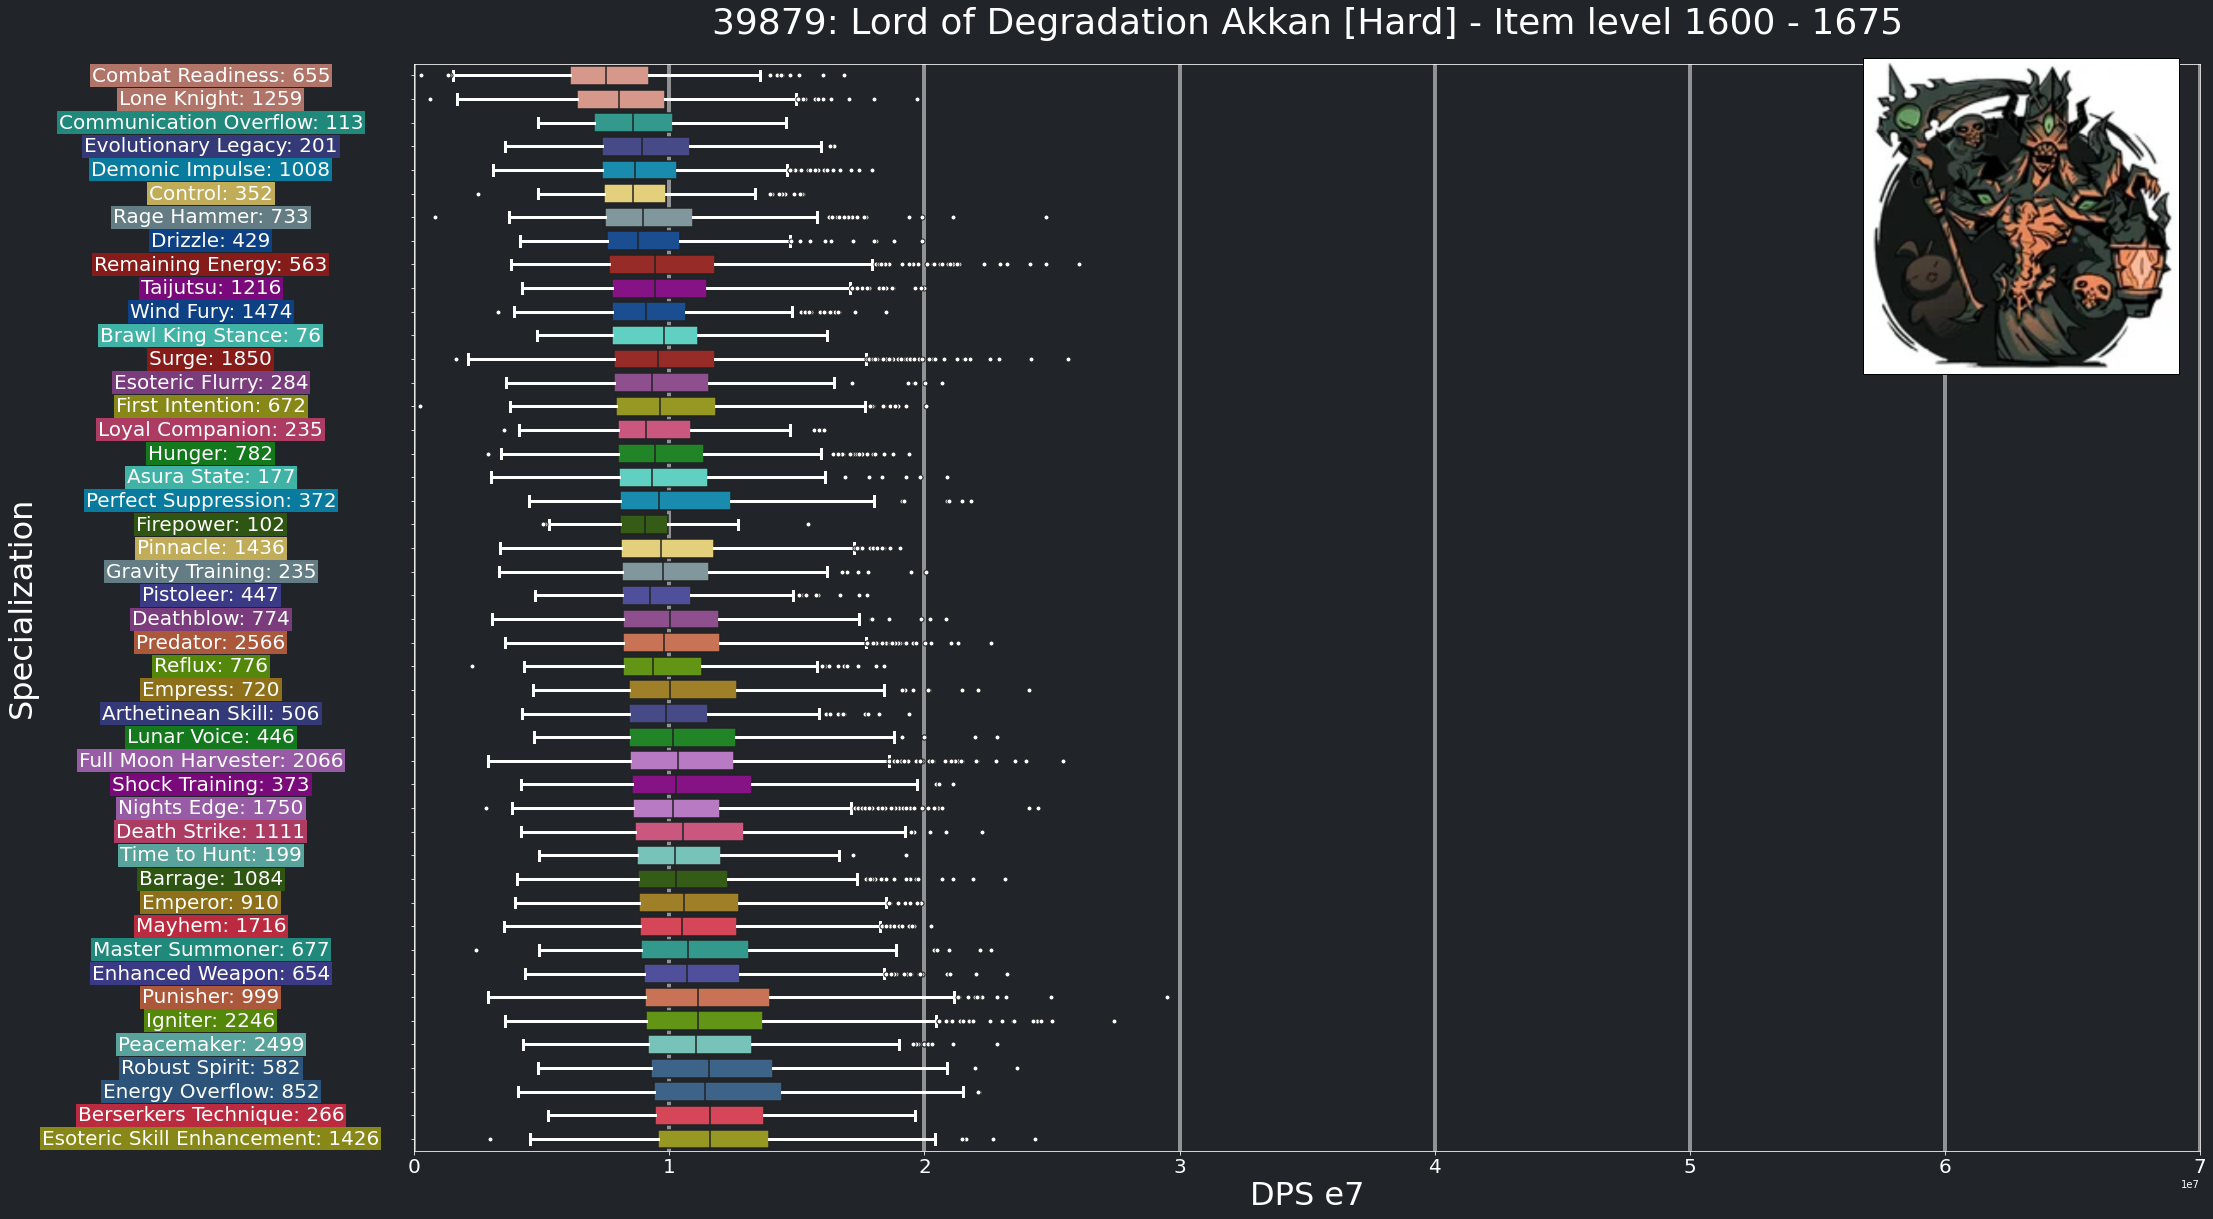 39879: Lord of Degradation Akkan [Hard] - Item level 1600 - 1675
Combat Readiness: 655
Lone Knight: 1259
Communication Overflow: 113
Evolutionary Legacy: 201
Demonic Impulse: 1008
Control: 352
Rage Hammer: 733
Drizzle: 429
Remaining Energy: 563
Taijutsu: 1216
Wind Fury: 1474
Brawl King Stance: 76
Surge: 1850
Esoteric Flurry: 284
First Intention: 672
Loyal Companion: 235
Hunger: 782
Asura State: 177
Perfect Suppression: 372
Firepower: 102
Pinnacle: 1436
Gravity Training: 235
Pistoleer: 447
Deathblow: 774
Predator: 2566
Reflux: 776
Empress: 720
Arthetinean Skill: 506
Lunar Voice: 446
Full Moon Harvester: 2066
Shock Training: 373
Nights Edge: 1750
Death Strike: 1111
Time to Hunt: 199
Barrage: 1084
Emperor: 910
Mayhem: 1716
Master Summoner: 677
Enhanced Weapon: 654
Punisher: 999
Igniter: 2246
Peacemaker: 2499
Robust Spirit: 582
Energy Overflow: 852
Berserkers Technique: 266
Esoteric Skill Enhancement: 1426
Specialization
0 1 2 3 4 5 6 7
1e7
DPS e7